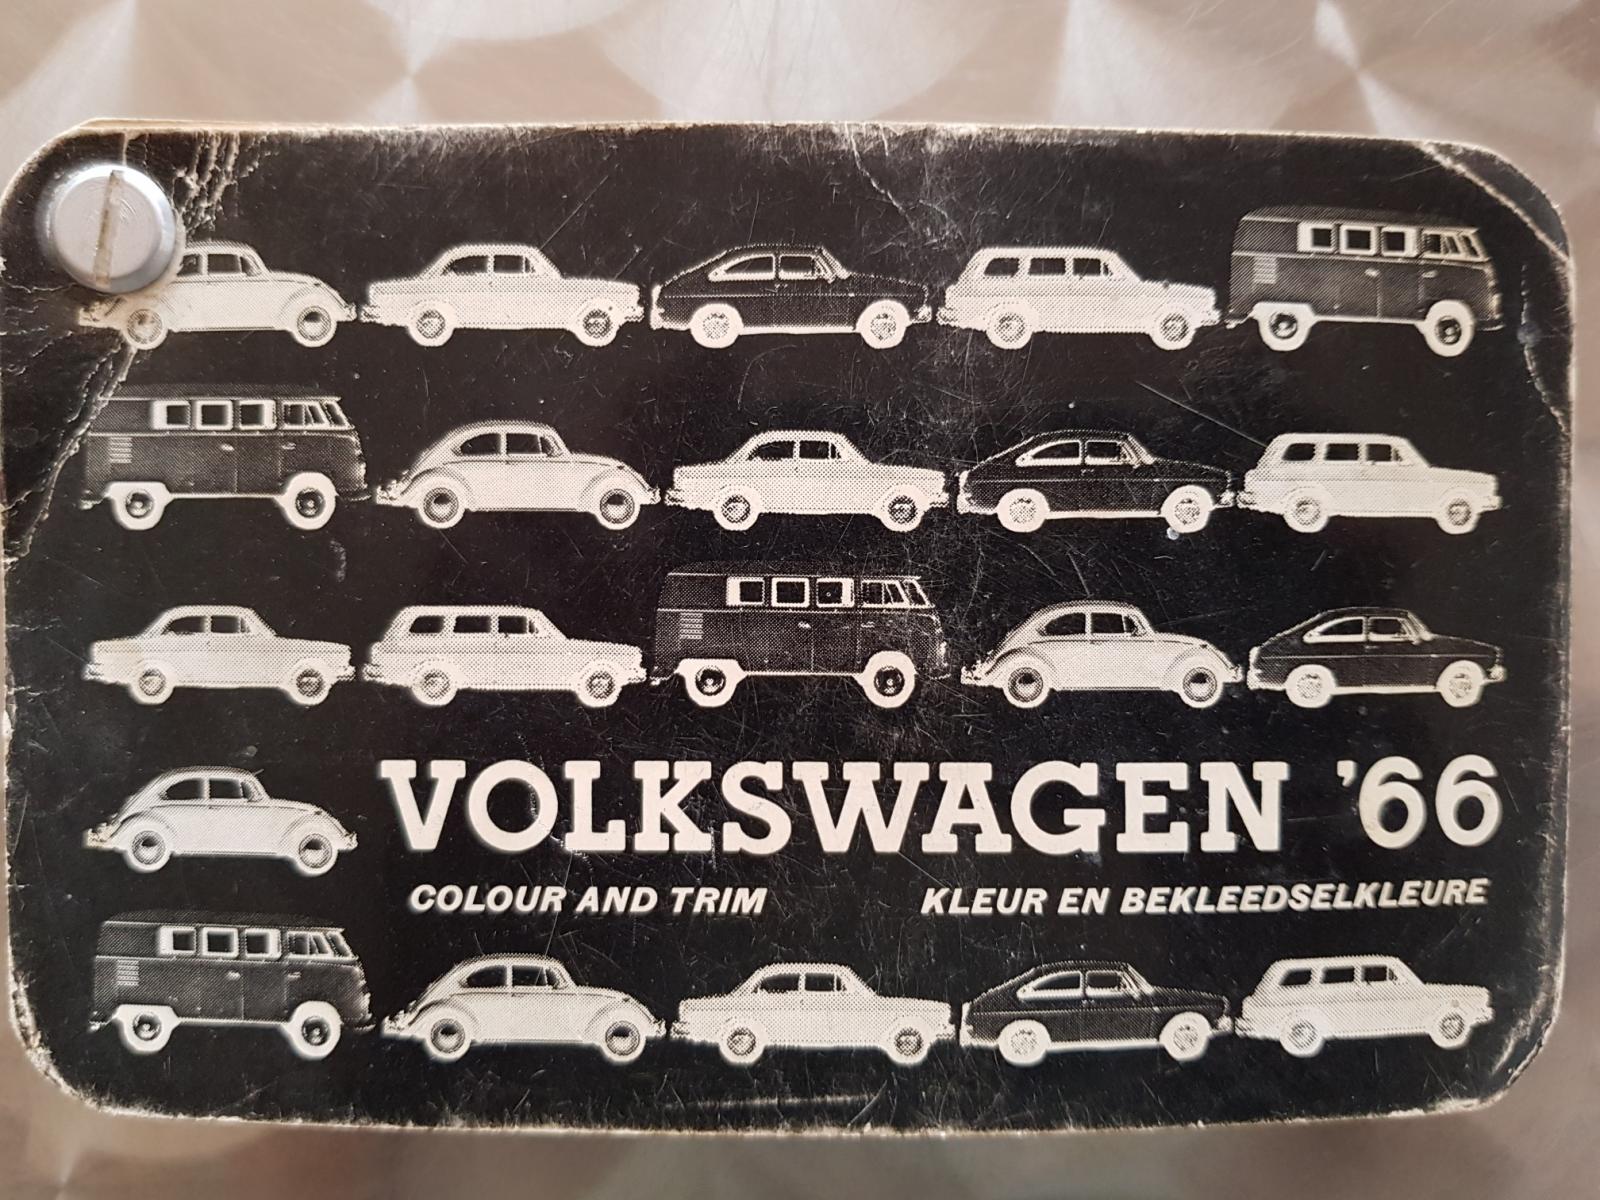 VOLKSWAGEN '66
COLOUR AND TRIM KLEUR EN BEKLEEDSELKLEURE